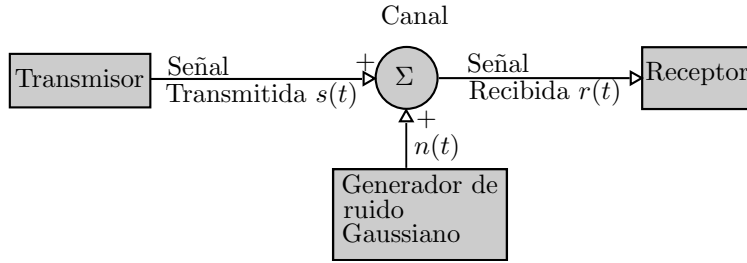 Canal
Transmisor
Señal
Transmitida s(t)
+
Σ
+
n(t)
Señal
Recibida r(t)
Receptor
Generador de
ruido
Gaussiano